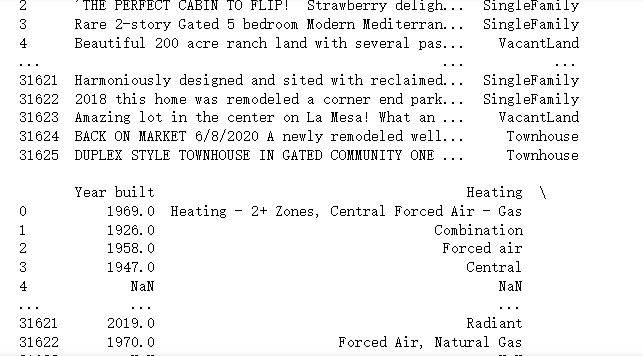 2 `THE PERFECT CABIN TO FLIP! Strawberry deligh... SingleFamily
3 Rare 2-story Gated 5 bedroom Modern Mediterran... SingleFamily
4 Beautiful 200 acre ranch land with several pas... VacantLand
... ... ...
31621 Harmoniously designed and sited with reclaimed... SingleFamily
31622 2018 this home was remodeled a corner end park... SingleFamily
31623 Amazing lot in the center on La Mesa! What an ... VacantLand
31624 BACK ON MARKET 6/8/2020 A newly remodeled well... Townhouse
31625 DUPLEX STYLE TOWNHOUSE IN GATED COMMUNITY ONE ... Townhouse
Year built Heating \
0 1969.0 Heating - 2+ Zones, Central Forced Air - Gas
1 1926.0 Combination
2 1958.0 Forced air
3 1947.0 Central
4 NaN NaN
... ... ...
31621 2019.0 Radiant
31622 1970.0 Forced Air, Natural Gas